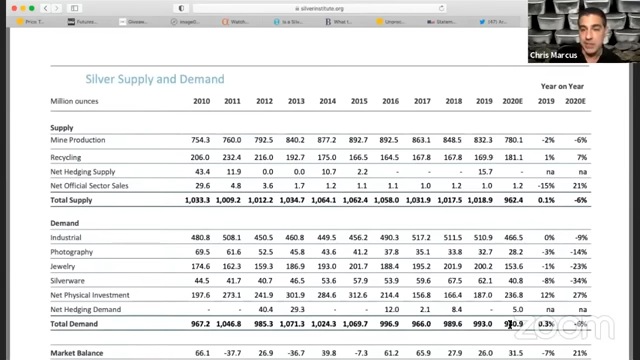 silverinstitute.org
Price T
Futures
Glossary
Watch
Is a Silv
What I
Unresc
Statem
Chris Marcus
Silver Supply and Demand
Year on Year
Million ounces 2010 2011 2012 2013 2014 2015 2016 2017 2018 2019 2020E 2019 2020E
Supply
Mine Production 754.3 760.0 792.5 840.2 877.2 892.7 892.5 863.1 848.5 832.3 780.1 -2% -6%
Recycling 206.0 232.4 216.0 192.7 175.0 166.5 164.5 167.8 167.8 169.9 181.1 1% 7%
Net Hedging Supply 43.4 11.9 0.0 0.0 10.7 2.2 - - - 15.7 - na na
Net Official Sector Sales 29.6 4.8 3.6 1.7 1.2 1.1 1.1 1.0 1.2 1.0 1.2 -15% 21%
Total Supply 1,033.3 1,009.2 1,012.2 1,034.7 1,064.1 1,062.4 1,058.0 1,031.9 1,017.5 1,018.9 962.4 0.1% -6%
Demand
Industrial 480.8 508.1 450.5 460.8 449.5 456.2 490.3 517.2 511.5 510.9 466.5 0% -9%
Photography 69.5 61.6 52.5 45.8 43.6 41.2 37.8 35.1 33.8 32.7 28.2 -3% -14%
Jewelry 174.6 162.3 159.3 186.9 193.0 201.7 188.4 195.2 201.9 200.2 153.6 -1% -23%
Silverware 44.5 41.7 40.7 46.5 53.6 57.9 53.9 59.6 67.5 62.1 40.8 -8% -34%
Net Physical Investment 197.6 273.1 241.9 301.9 284.6 312.6 214.4 156.8 166.4 187.0 236.8 12% 27%
Net Hedging Demand - - 40.4 29.3 - - 12.0 2.1 8.4 - 5.0 na na
Total Demand 967.2 1,046.8 985.3 1,071.3 1,024.3 1,069.7 996.9 966.0 989.6 993.0 0.3% -6%
Market Balance 66.1 -37.7 26.9 -36.7 39.8 -7.3 61.2 65.9 27.9 26.0 31.5 -7% 21%
zoom